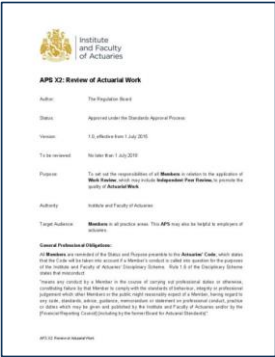 Institute
and Faculty
of Actuaries
APS X2: Review of Actuarial Work
Author: The Regulation Board
Status: Approved under the Standards Approval Process
Version: 1.0, effective from 1 July 2015
To be reviewed: No later than 1 July 2018
Purpose: To set out the responsibilities of all Members in relation to the application of
Work Review, which may include Independent Peer Review, to promote the
quality of Actuarial Work.
Authority: Institute and Faculty of Actuaries
Target Audience: Members in all practice areas. This APS may also be helpful to employers of
actuaries.
General Professional Obligations:
All Members are reminded of the Status and Purpose preamble to the Actuaries' Code, which states
that the Code will be taken into account if a Member's conduct is called into question for the purposes
of the Institute and Faculty of Actuaries' Disciplinary Scheme. Rule 1.6 of the Disciplinary Scheme
states that misconduct:
"means any conduct by a Member in the course of carrying out professional duties or otherwise,
constituting failure by that Member to comply with the standards of behaviour, integrity or professional
judgement which other Members or the public might reasonably expect of a Member, having regard to
any code, standards, advice, guidance, memorandum or statement on professional conduct, practice
or duties which may be given and published by the Institute and Faculty of Actuaries and/or by the
[Financial Reporting Council] (including by the former Board for Actuarial Standards)".
APS X2: Review of Actuarial Work